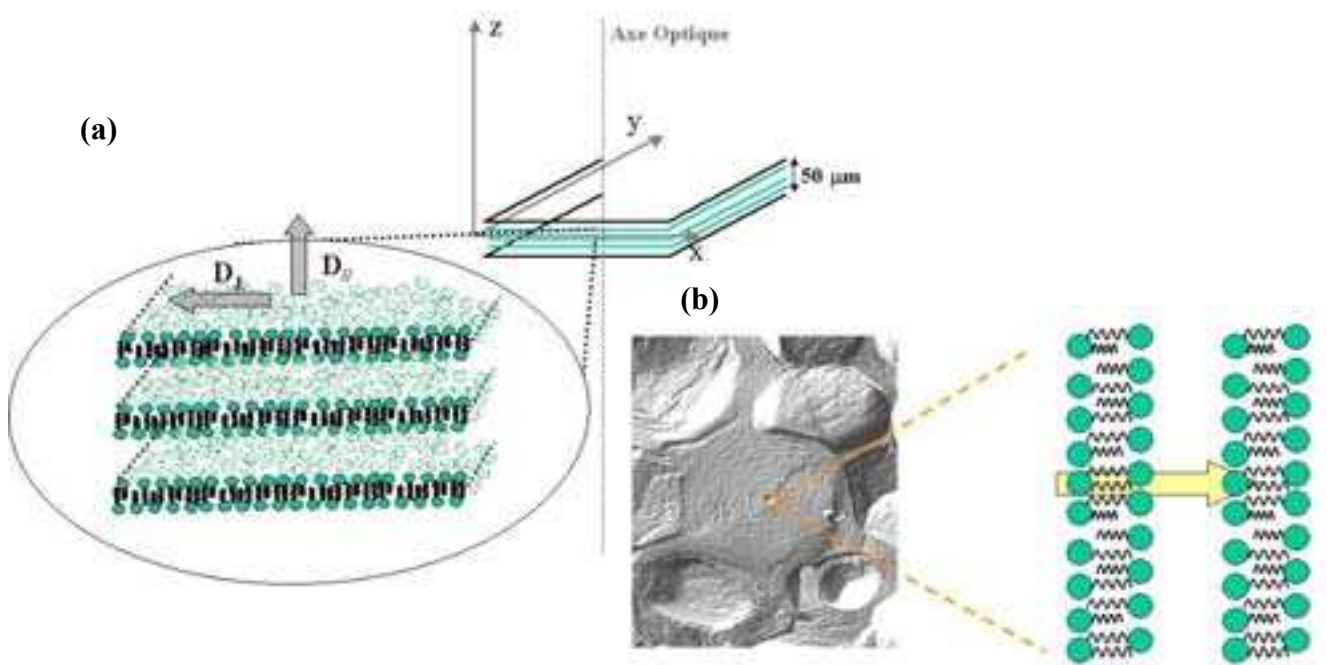 z
Axe Optique
(a)
y
50 μm
x
D⊥
D//
(b)